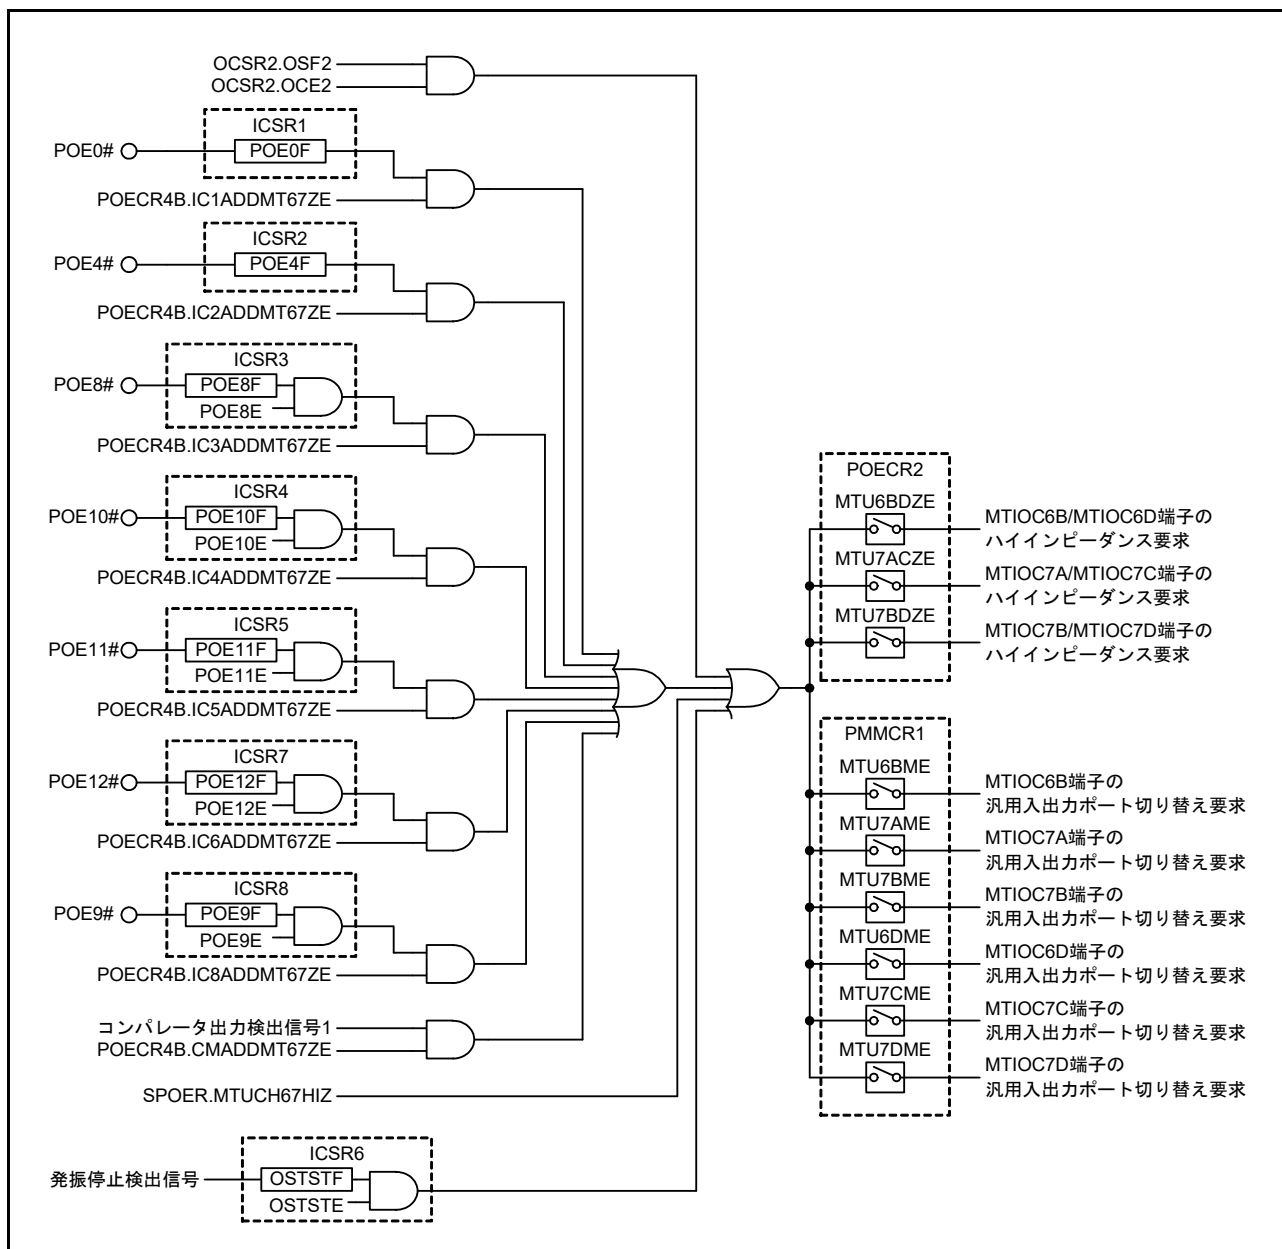 OCSR2.OSF2
OCSR2.OCE2
ICSR1
POE0#
POE0F
POECR4B.IC1ADDMT67ZE
ICSR2
POE4#
POE4F
POECR4B.IC2ADDMT67ZE
ICSR3
POE8#
POE8F
POE8E
POECR4B.IC3ADDMT67ZE
ICSR4
POE10#
POE10F
POE10E
POECR4B.IC4ADDMT67ZE
ICSR5
POE11#
POE11F
POE11E
POECR4B.IC5ADDMT67ZE
ICSR7
POE12#
POE12F
POE12E
POECR4B.IC6ADDMT67ZE
ICSR8
POE9#
POE9F
POE9E
POECR4B.IC8ADDMT67ZE
コンパレータ出力検出信号1
POECR4B.CMADDMT67ZE
SPOER.MTUCH67HIZ
ICSR6
発振停止検出信号
OSTSTF
OSTSTE
POECR2
MTU6BDZE
MTIOC6B/MTIOC6D端子の
ハイインピーダンス要求
MTU7ACZE
MTIOC7A/MTIOC7C端子の
ハイインピーダンス要求
MTU7BDZE
MTIOC7B/MTIOC7D端子の
ハイインピーダンス要求
PMMCR1
MTU6BME
MTIOC6B端子の
汎用入出力ポート切り替え要求
MTU7AME
MTIOC7A端子の
汎用入出力ポート切り替え要求
MTU7BME
MTIOC7B端子の
汎用入出力ポート切り替え要求
MTU6DME
MTIOC6D端子の
汎用入出力ポート切り替え要求
MTU7CME
MTIOC7C端子の
汎用入出力ポート切り替え要求
MTU7DME
MTIOC7D端子の
汎用入出力ポート切り替え要求